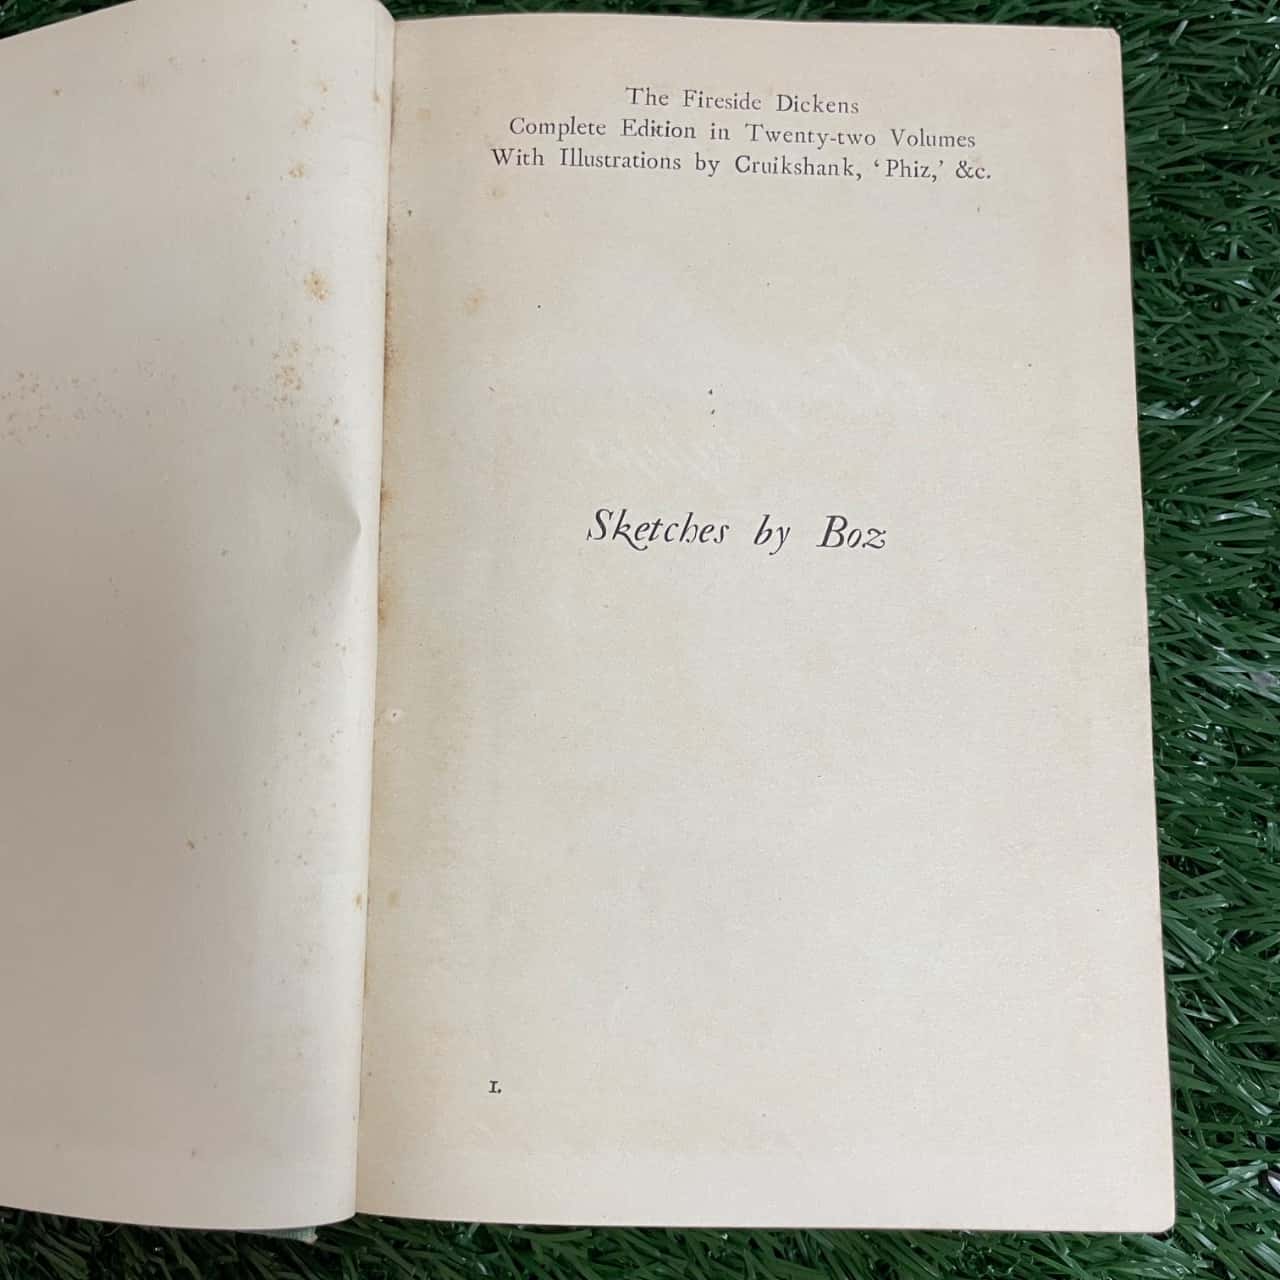 The Fireside Dickens
Complete Edition in Twenty-two Volumes
With Illustrations by Cruikshank, ‘Phiz,’ &c.
Sketches by Boz
I.